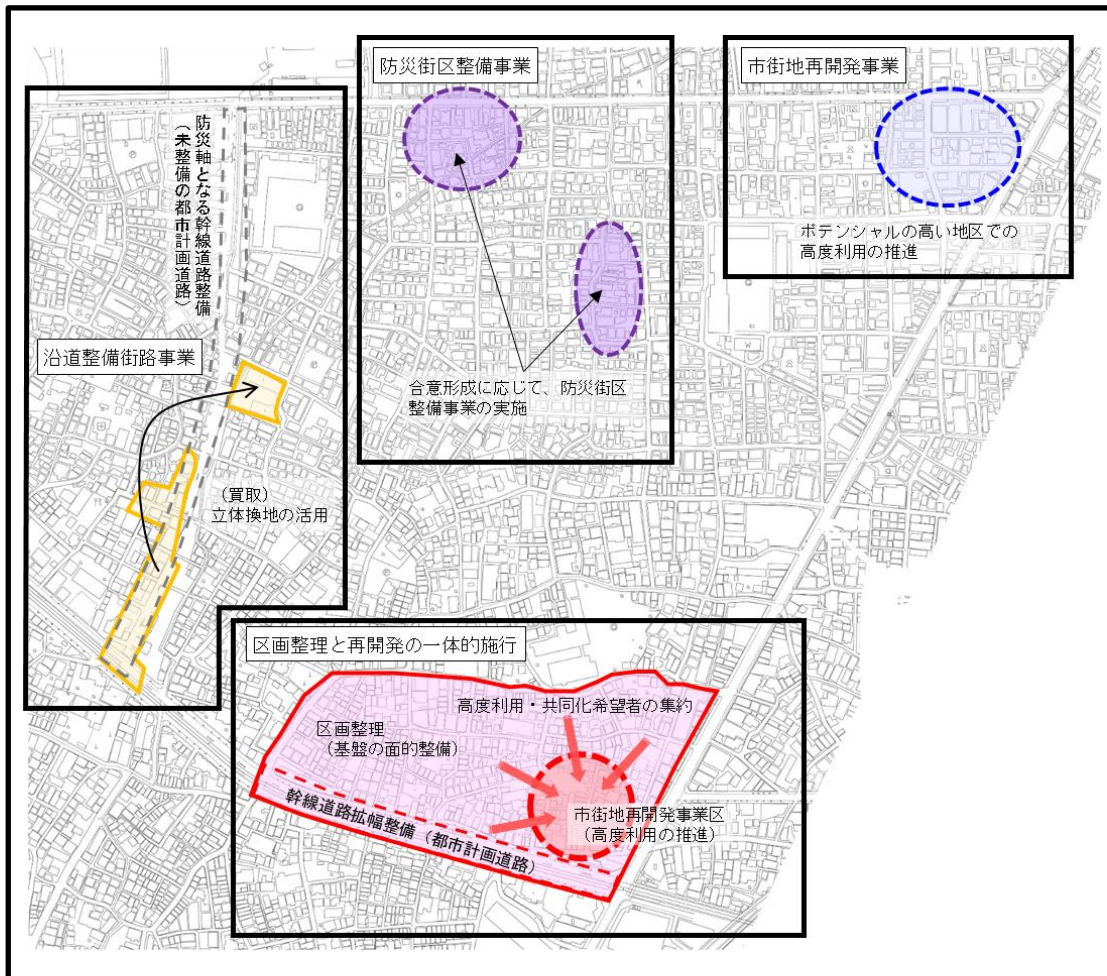 防災街区整備事業
市街地再開発事業
防災軸となる幹線道路整備
（未整備の都市計画道路）
ポテンシャルの高い地区での
高度利用の推進
沿道整備街路事業
合意形成に応じて、防災街区
整備事業の実施
（買取）
立体換地の活用
区画整理と再開発の一体的施行
高度利用・共同化希望者の集約
区画整理
（基盤の面的整備）
市街地再開発事業区
（高度利用の推進）
幹線道路拡幅整備（都市計画道路）